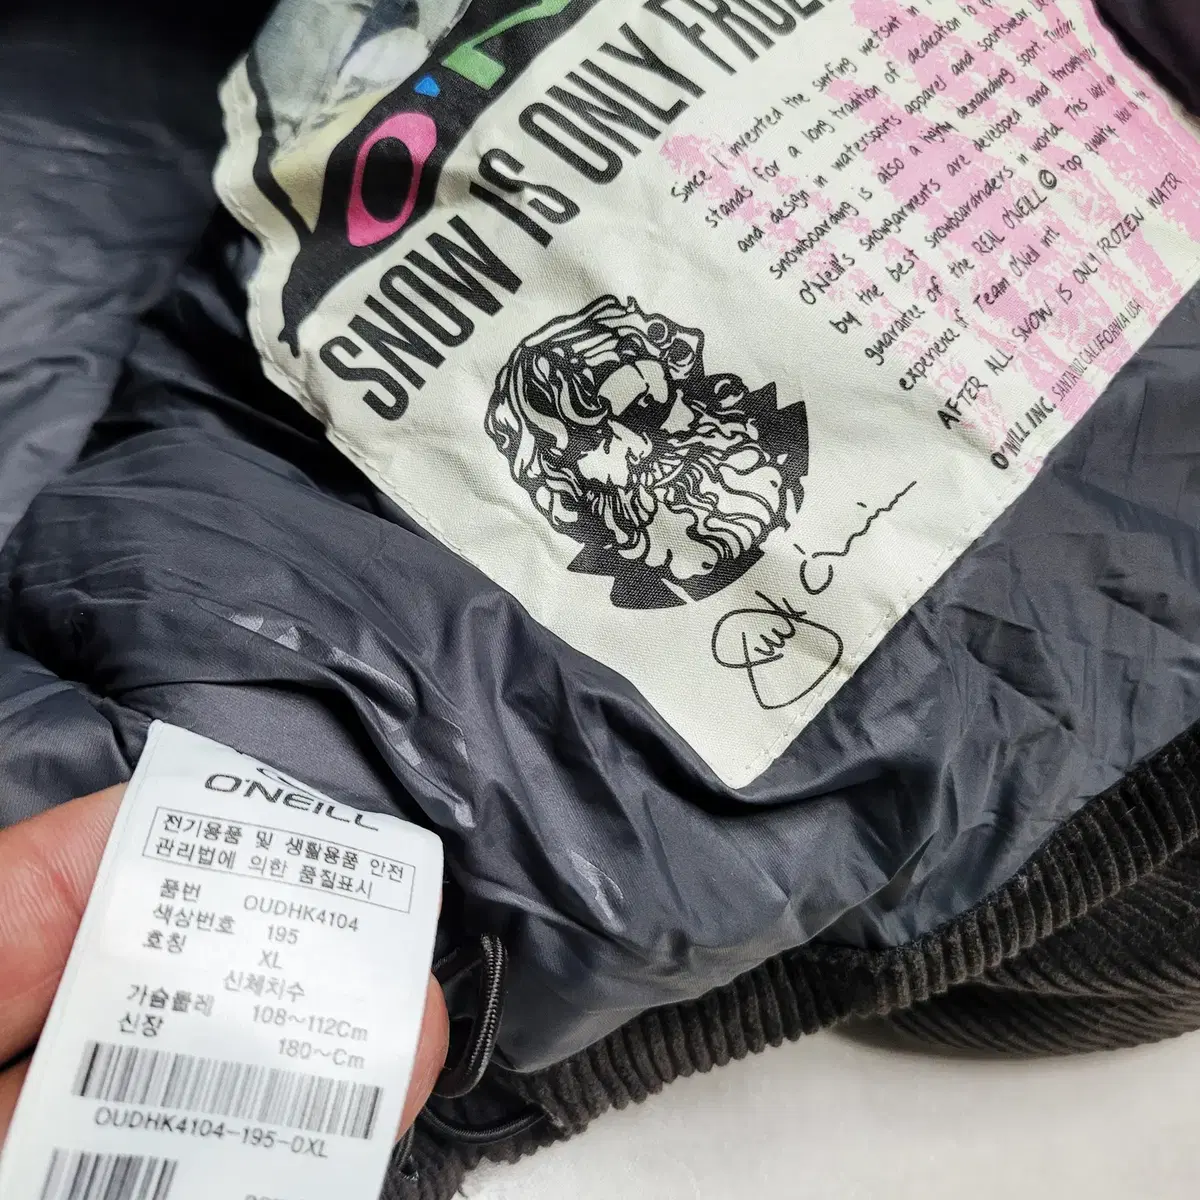 O'N
SNOW IS ONLY
Since I invented the surfing wetsuit in
stands for a long tradition of dedication to
and design in watersports apparel and sportswear.
snowboarding is also a highly demanding sport. Therefore
O'Neill's snowgarments are developed and
by the best snowboarders in world. This label
guarantee of the REAL O'NEILL © top quality.
experience of Team O'Neill int!
AFTER ALL SNOW IS ONLY FROZEN WATER
O'NEILL INC. SANTA CRUZ CALIFORNIA USA
O'NEILL
전기용품 및 생활용품 안전
관리법에 의한 품질표시
품번 OUDHK4104
색상번호 195
호칭 XL
신체치수
가슴둘레 108~112Cm
신장 180~Cm
OUDHK4104-195-0XL